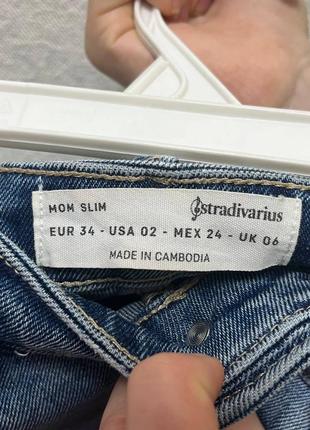 MOM SLIM stradivarius
EUR 34 - USA 02 - MEX 24 - UK 06
MADE IN CAMBODIA